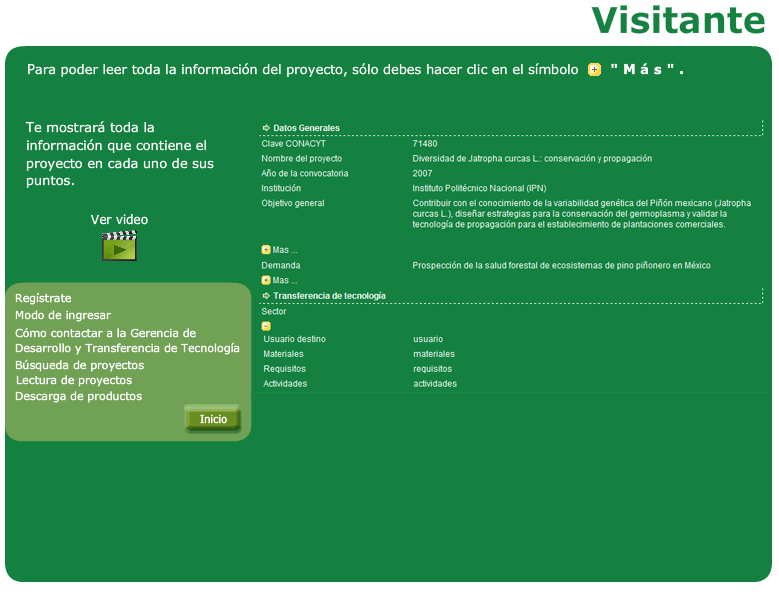 Visitante
Para poder leer toda la información del proyecto, sólo debes hacer clic en el símbolo "Más".
Te mostrará toda la
información que contiene el
proyecto en cada uno de sus
puntos.
Ver video
Regístrate
Modo de ingresar
Cómo contactar a la Gerencia de
Desarrollo y Transferencia de Tecnología
Búsqueda de proyectos
Lectura de proyectos
Descarga de productos
Inicio
Datos Generales
Clave CONACYT 71480
Nombre del proyecto Diversidad de Jatropha curcas L.: conservación y propagación
Año de la convocatoria 2007
Institución Instituto Politécnico Nacional (IPN)
Objetivo general Contribuir con el conocimiento de la variabilidad genética del Piñón mexicano (Jatropha
curcas L.), diseñar estrategias para la conservación del germoplasma y validar la
tecnología de propagación para el establecimiento de plantaciones comerciales.
Mas ...
Demanda Prospección de la salud forestal de ecosistemas de pino piñonero en México
Mas ...
Transferencia de tecnología
Sector
Usuario destino usuario
Materiales materiales
Requisitos requisitos
Actividades actividades